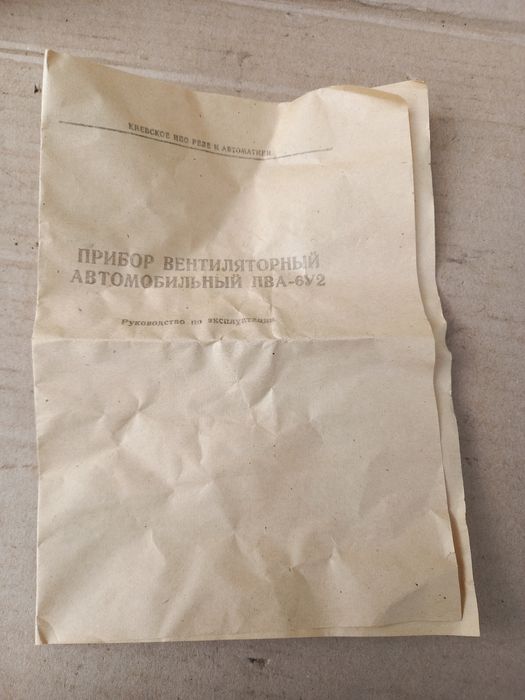 КИЕВСКОЕ НПО РЕЛЕ И АВТОМАТИКИ
ПРИБОР ВЕНТИЛЯТОРНЫЙ
АВТОМОБИЛЬНЫЙ ПВА-6У2
Руководство по эксплуатации